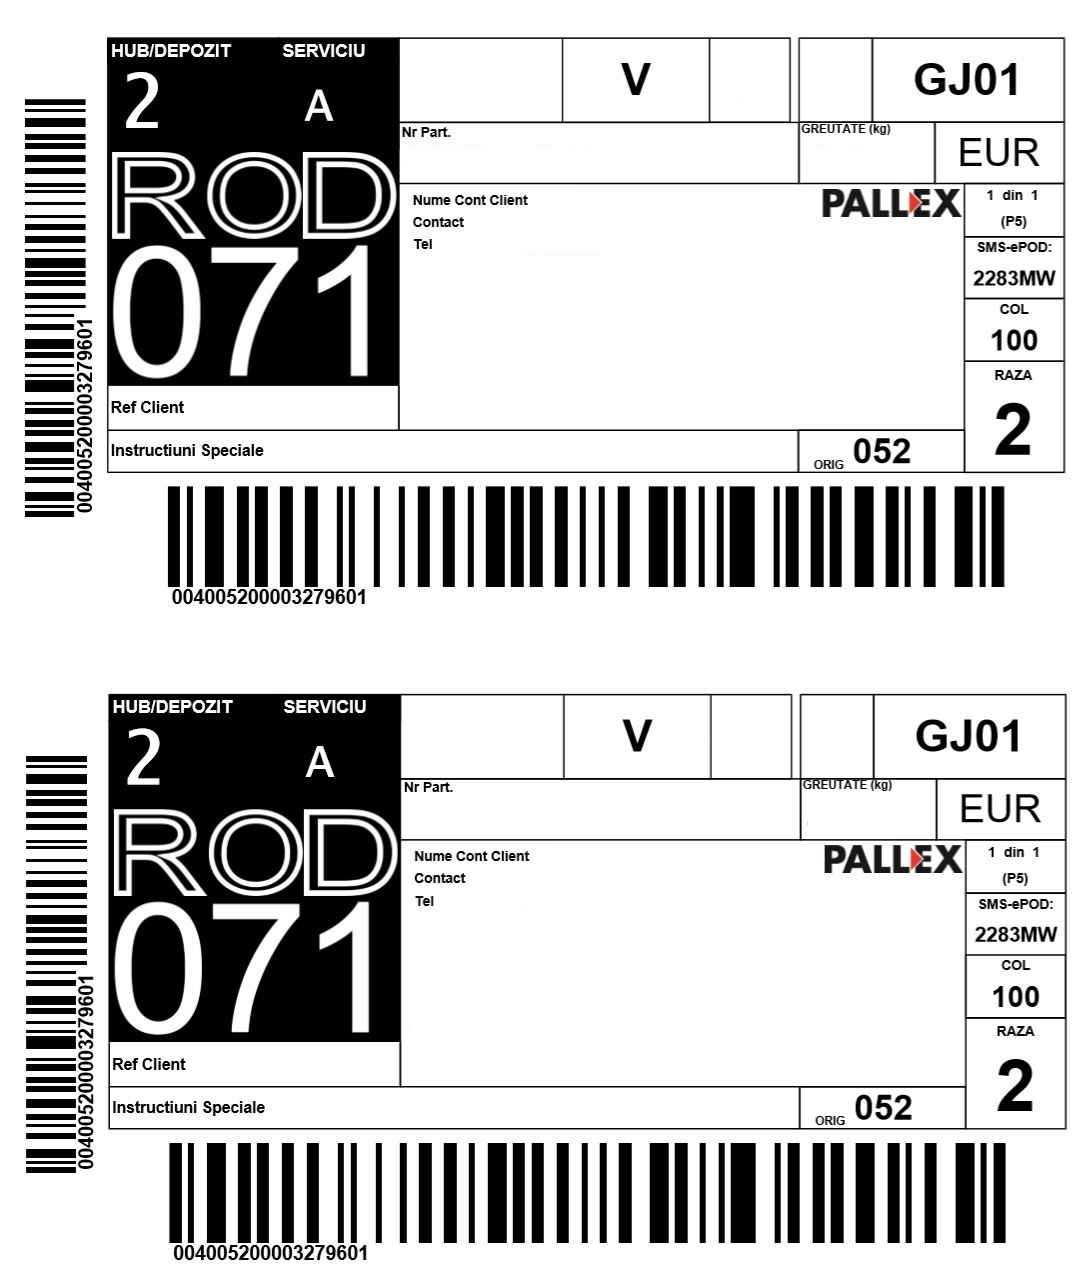 HUB/DEPOZIT SERVICIU
2 A V GJ01
ROD
071
Nr Part. GREUTATE (kg) EUR
Nume Cont Client PALLEX 1 din 1
Contact (P5)
Tel SMS-ePOD:
2283MW
COL
100
RAZA
2
Ref Client
Instructiuni Speciale ORIG 052
004005200003279601
004005200003279601
HUB/DEPOZIT SERVICIU
2 A V GJ01
ROD
071
Nr Part. GREUTATE (kg) EUR
Nume Cont Client PALLEX 1 din 1
Contact (P5)
Tel SMS-ePOD:
2283MW
COL
100
RAZA
2
Ref Client
Instructiuni Speciale ORIG 052
004005200003279601
004005200003279601